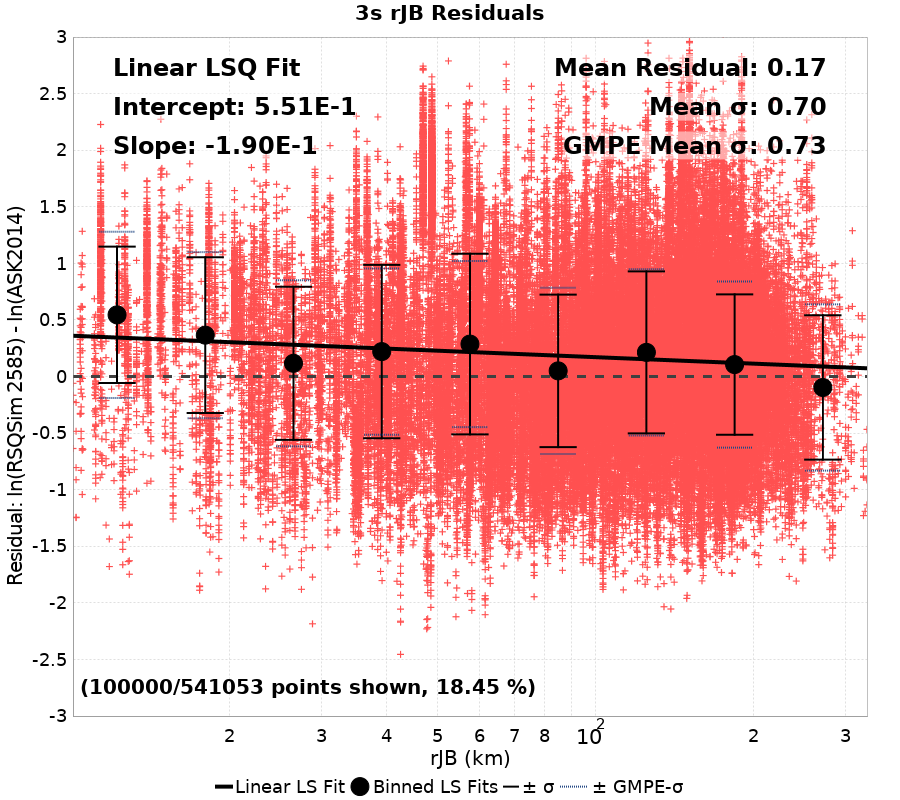 3s rJB Residuals
Linear LSQ Fit
Intercept: 5.51E-1
Slope: -1.90E-1
Mean Residual: 0.17
Mean σ: 0.70
GMPE Mean σ: 0.73
Residual: ln(RSQSim 2585) - ln(ASK2014)
3
2.5
2
1.5
1
0.5
0
-0.5
-1
-1.5
-2
-2.5
-3
(100000/541053 points shown, 18.45 %)
2 3 4 5 6 7 8 10² 2 3
rJB (km)
Linear LS Fit Binned LS Fits ± σ ± GMPE-σ